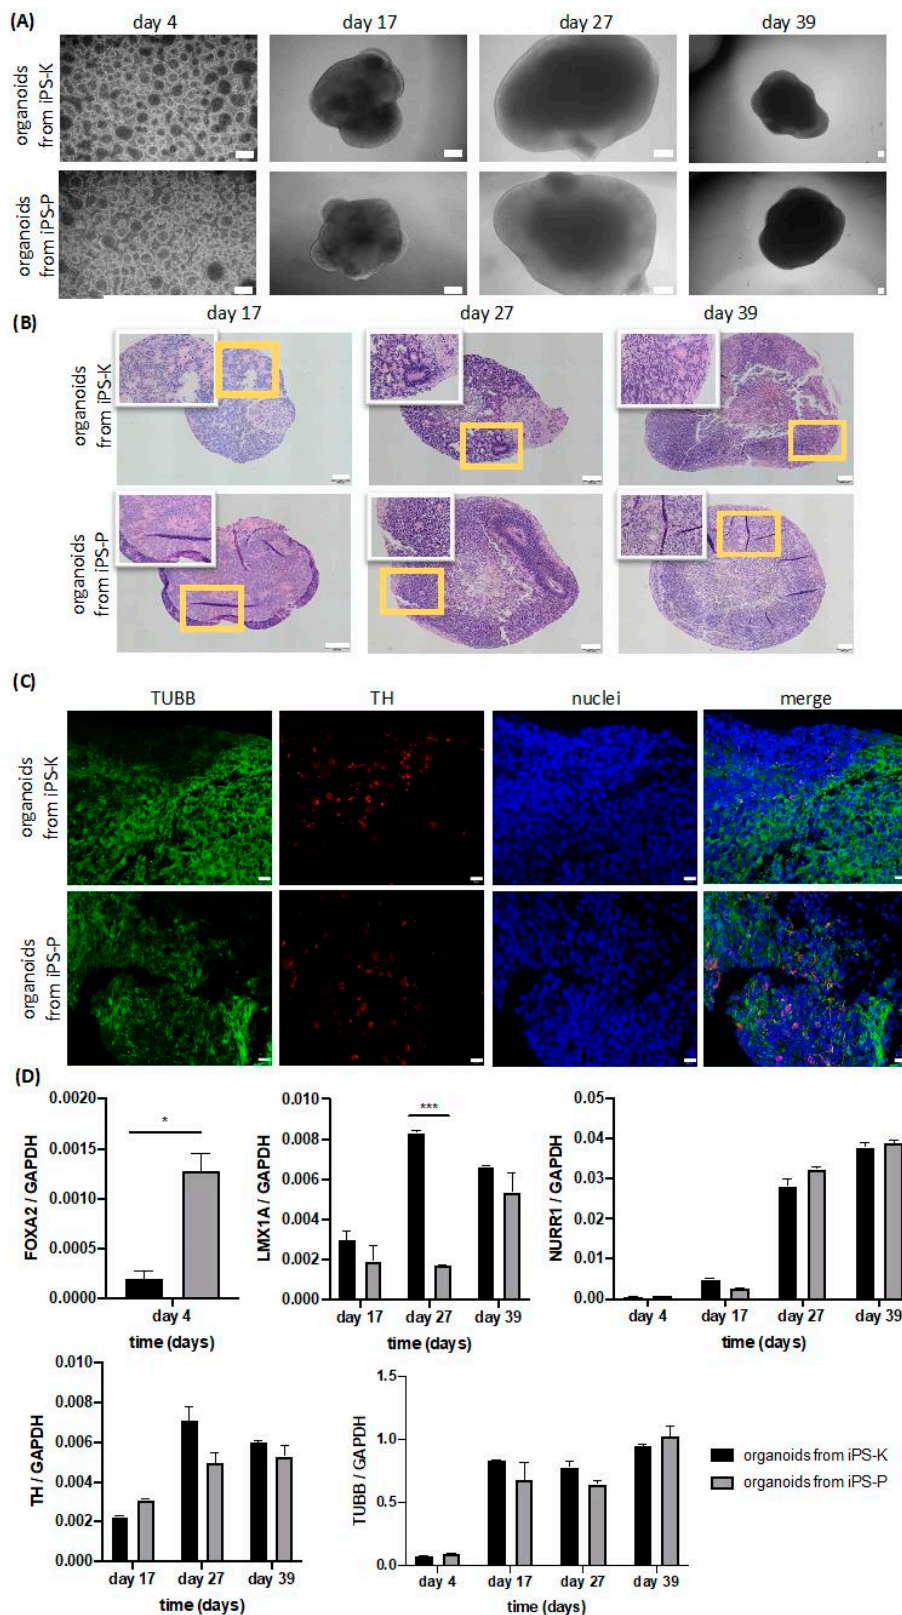 (A)
day 4 day 17 day 27 day 39
organoids
from iPS-K
organoids
from iPS-P
(B)
day 17 day 27 day 39
organoids
from iPS-K
organoids
from iPS-P
(C)
TUBB TH nuclei merge
organoids
from iPS-K
organoids
from iPS-P
(D)
FOXA2 / GAPDH
0.0020
0.0015
0.0010
0.0005
0.0000
*
day 4
time (days)
LMX1A / GAPDH
0.010
0.008
0.006
0.004
0.002
0.000
***
day 17 day 27 day 39
time (days)
NURR1 / GAPDH
0.05
0.04
0.03
0.02
0.01
0.00
day 4 day 17 day 27 day 39
time (days)
TH / GAPDH
0.010
0.008
0.006
0.004
0.002
0.000
day 17 day 27 day 39
time (days)
TUBB / GAPDH
1.5
1.0
0.5
0.0
day 4 day 17 day 27 day 39
time (days)
organoids from iPS-K
organoids from iPS-P